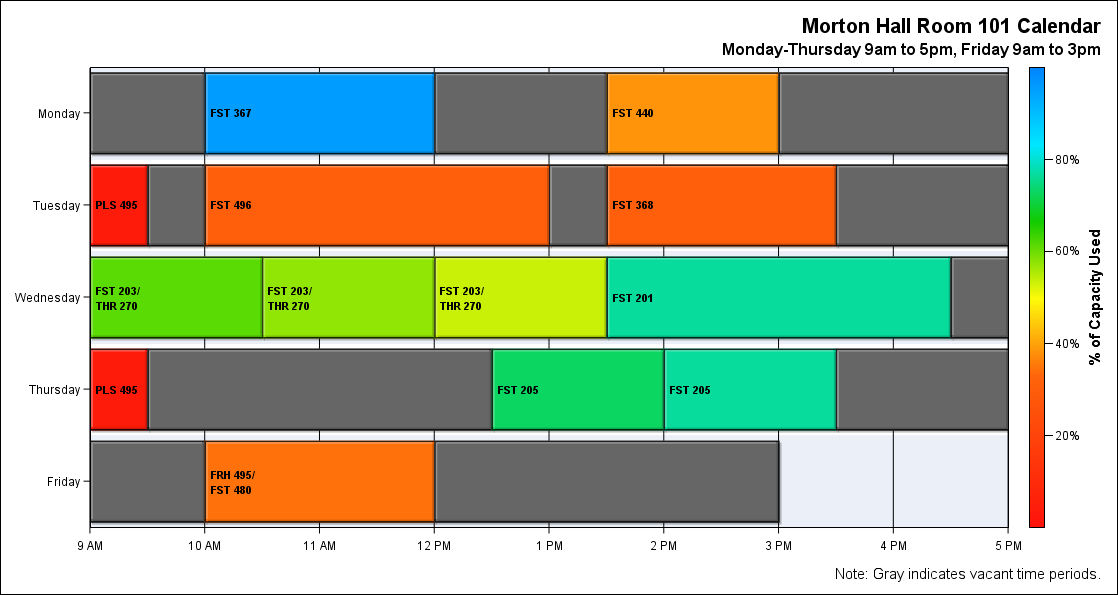 Morton Hall Room 101 Calendar
Monday-Thursday 9am to 5pm, Friday 9am to 3pm
Monday
FST 367
FST 440
Tuesday
PLS 495
FST 496
FST 368
Wednesday
FST 203/
THR 270
FST 203/
THR 270
FST 203/
THR 270
FST 201
Thursday
PLS 495
FST 205
FST 205
Friday
FRH 495/
FST 480
9 AM
10 AM
11 AM
12 PM
1 PM
2 PM
3 PM
4 PM
5 PM
80%
60%
40%
20%
% of Capacity Used
Note: Gray indicates vacant time periods.